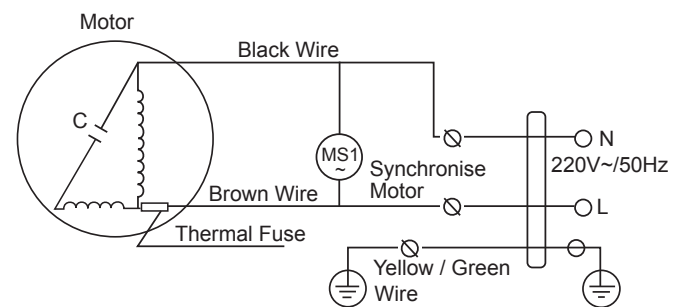 Motor
Black Wire
C
N
MS1
~
Synchronise
Motor
220V~/50Hz
Brown Wire
L
Thermal Fuse
Yellow / Green
Wire